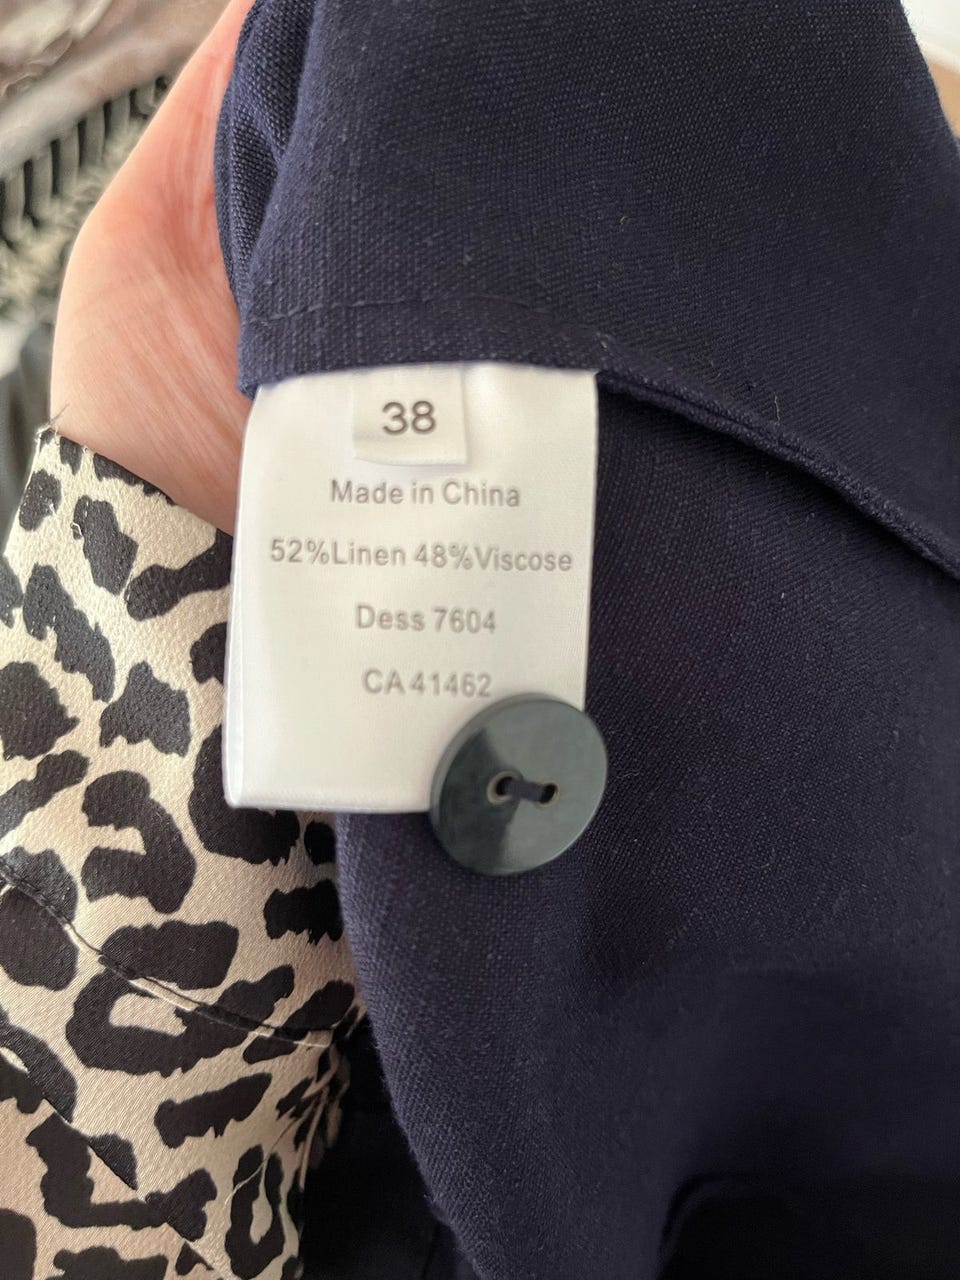 38
Made in China
52%Linen 48%Viscose
Dess 7604
CA 41462